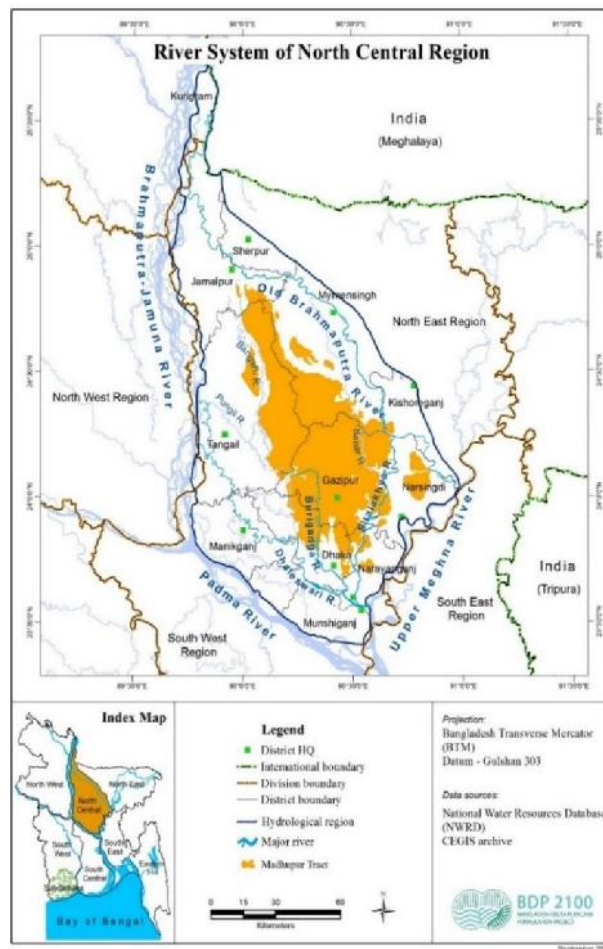 River System of North Central Region
Kurigram
India
(Meghalaya)
Brahmaputra-Jamuna River
Sherpur
Jamalpur
Old Brahmaputra River
Mymensingh
North East Region
North West Region
Kishoreganj
Tangail
Gazipur
Narsingdi
Manikganj
Dhaka
Narayanganj
Dhaleswari R.
Padma River
Munshiganj
Upper Meghna River
India
(Tripura)
South East
Region
South West
Region
Index Map
North West
North East
North
Central
South
West
South
East
South
Central
Bay of Bengal
Legend
District HQ
International boundary
Division boundary
District boundary
Hydrological region
Major river
Madhupur Tract
0 15 30 60
Kilometers
Projection:
Bangladesh Transverse Mercator
(BTM)
Datum - Gulshan 303
Data sources:
National Water Resources Database
(NWRD)
CEGIS archive
BDP 2100